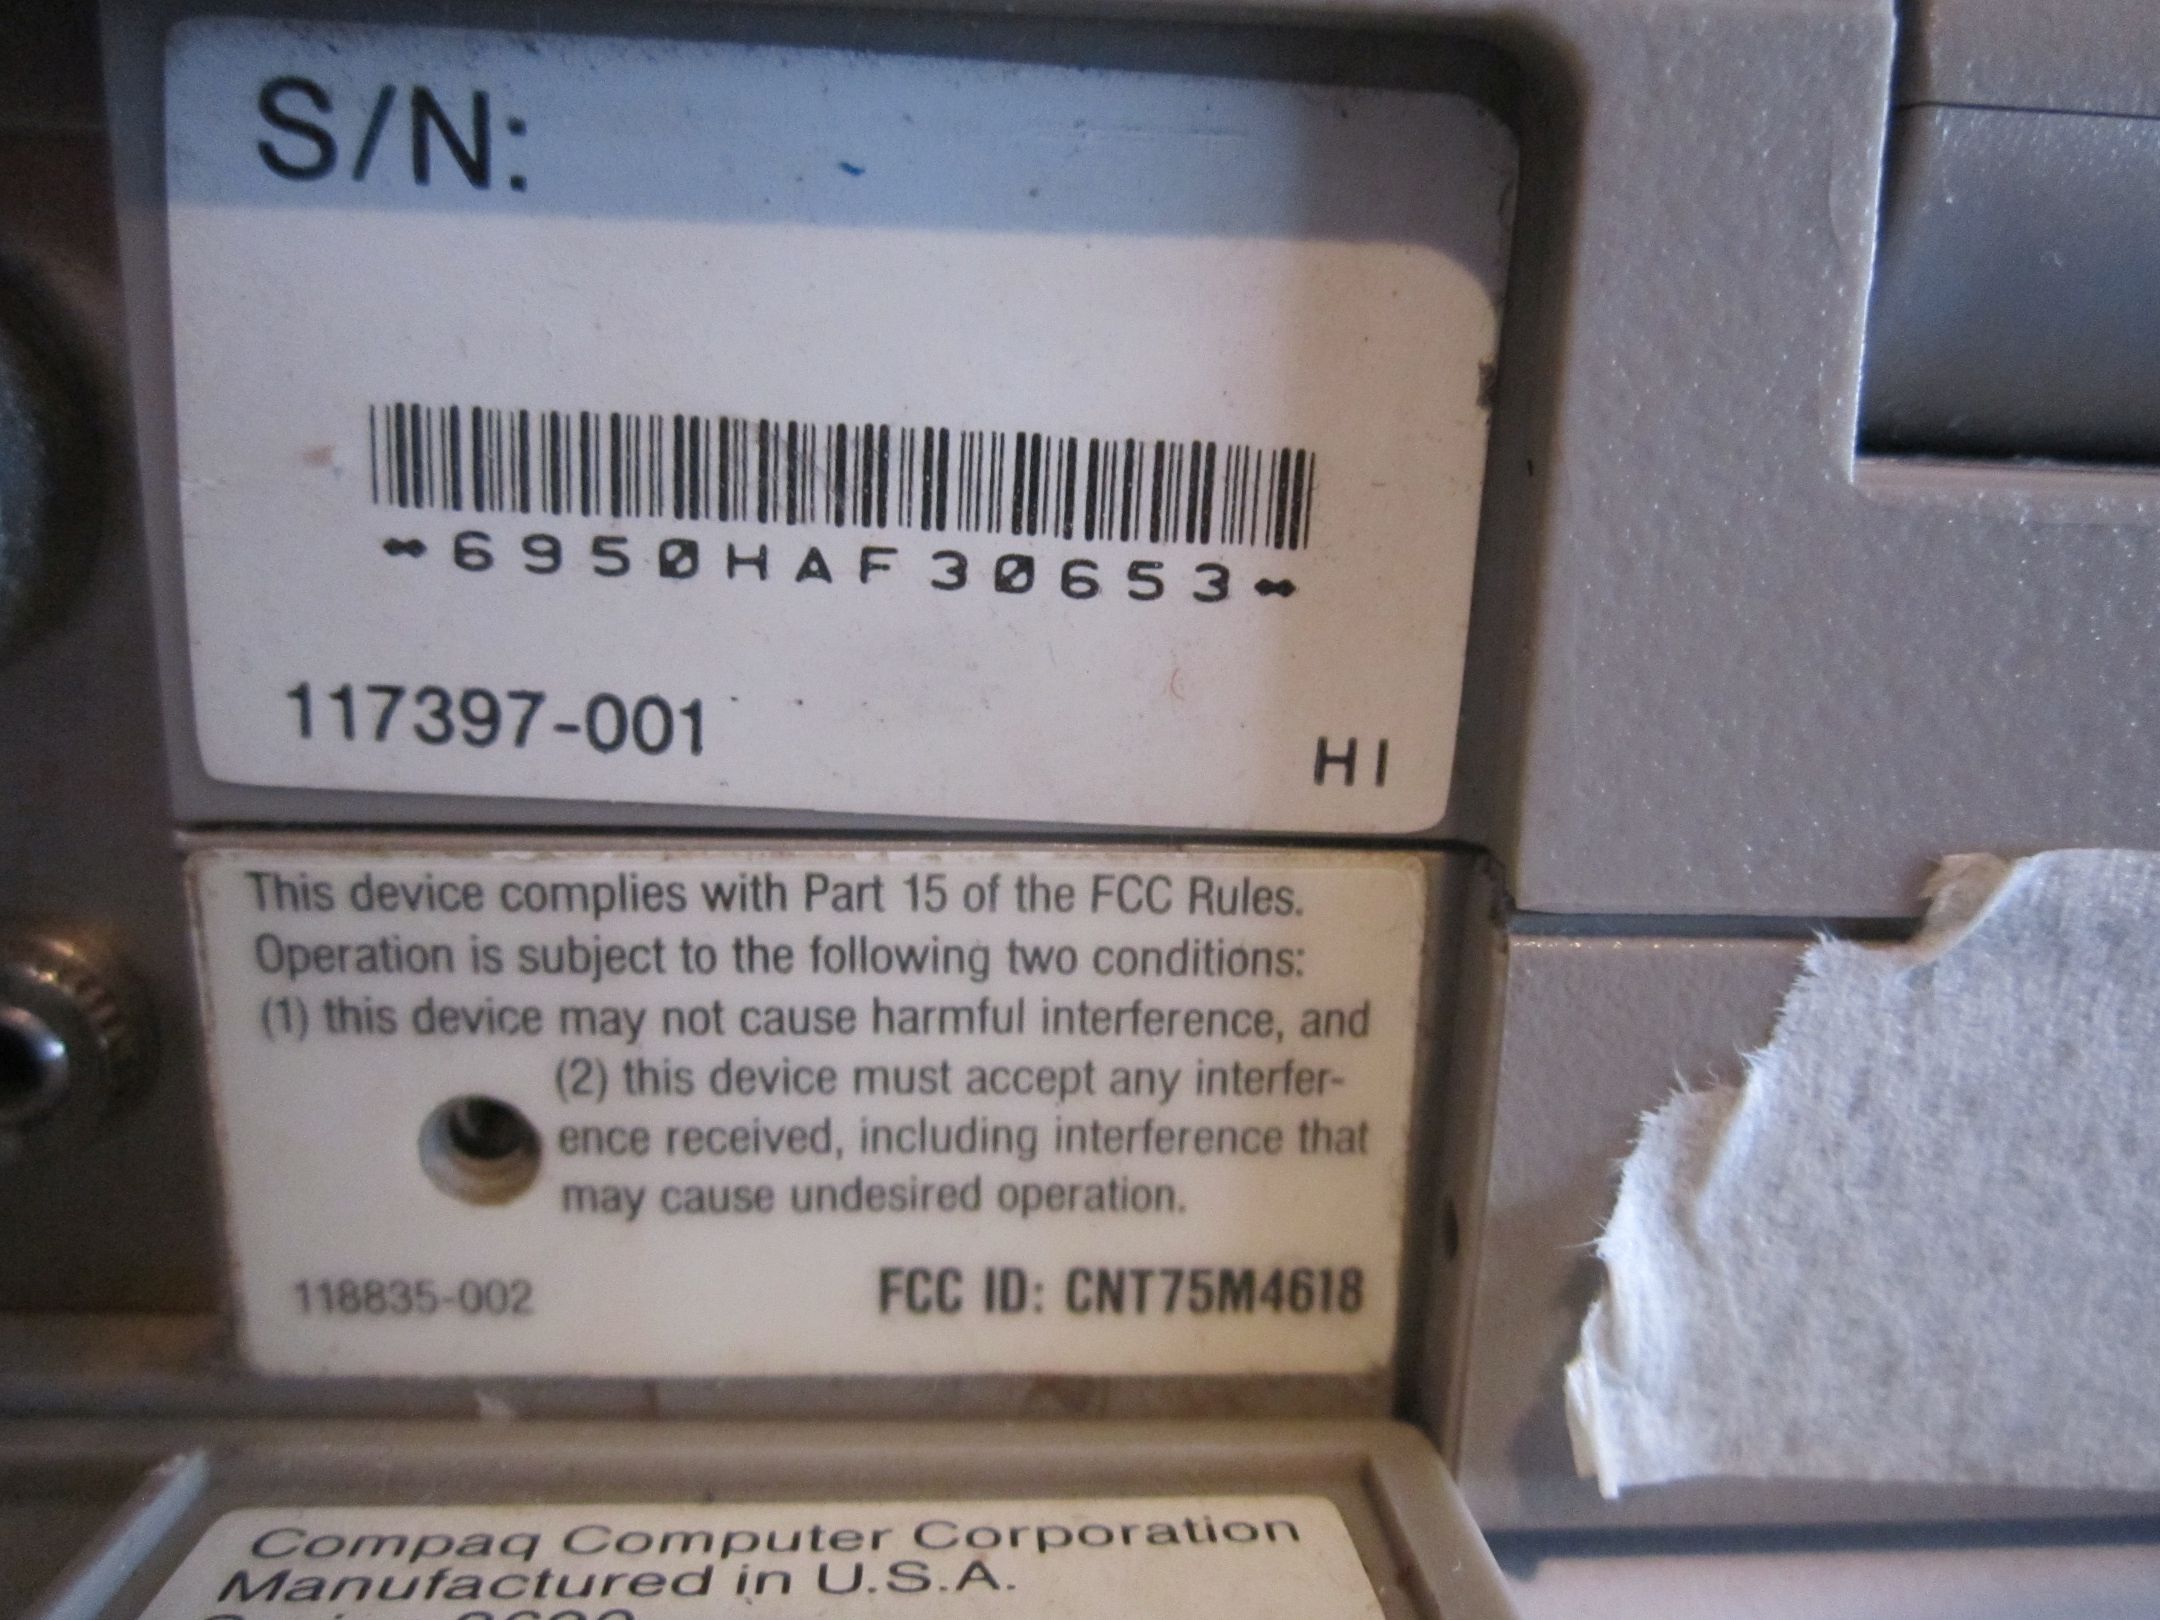 S/N:
*6950HAF30653*
117397-001
HI
This device complies with Part 15 of the FCC Rules.
Operation is subject to the following two conditions:
(1) this device may not cause harmful interference, and
(2) this device must accept any interfer-
ence received, including interference that
may cause undesired operation.
118835-002
FCC ID: CNT75M4618
Compaq Computer Corporation
Manufactured in U.S.A.